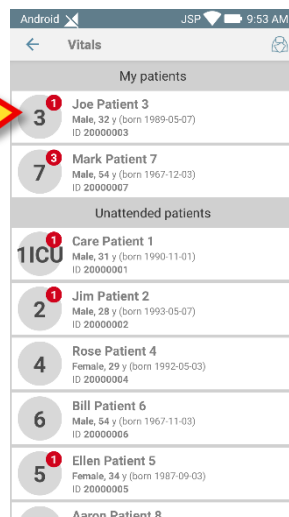 Android JSP 9:53 AM
Vitals
My patients
3 1 Joe Patient 3
Male, 32 y (born 1989-05-07)
ID 20000003
7 3 Mark Patient 7
Male, 54 y (born 1967-12-03)
ID 20000007
Unattended patients
1ICU 1 Care Patient 1
Male, 31 y (born 1990-11-01)
ID 20000001
2 1 Jim Patient 2
Male, 28 y (born 1993-05-07)
ID 20000002
4 Rose Patient 4
Female, 29 y (born 1992-05-03)
ID 20000004
6 Bill Patient 6
Male, 54 y (born 1967-11-03)
ID 20000006
5 1 Ellen Patient 5
Female, 34 y (born 1987-09-03)
ID 20000005
Aaron Patient 8